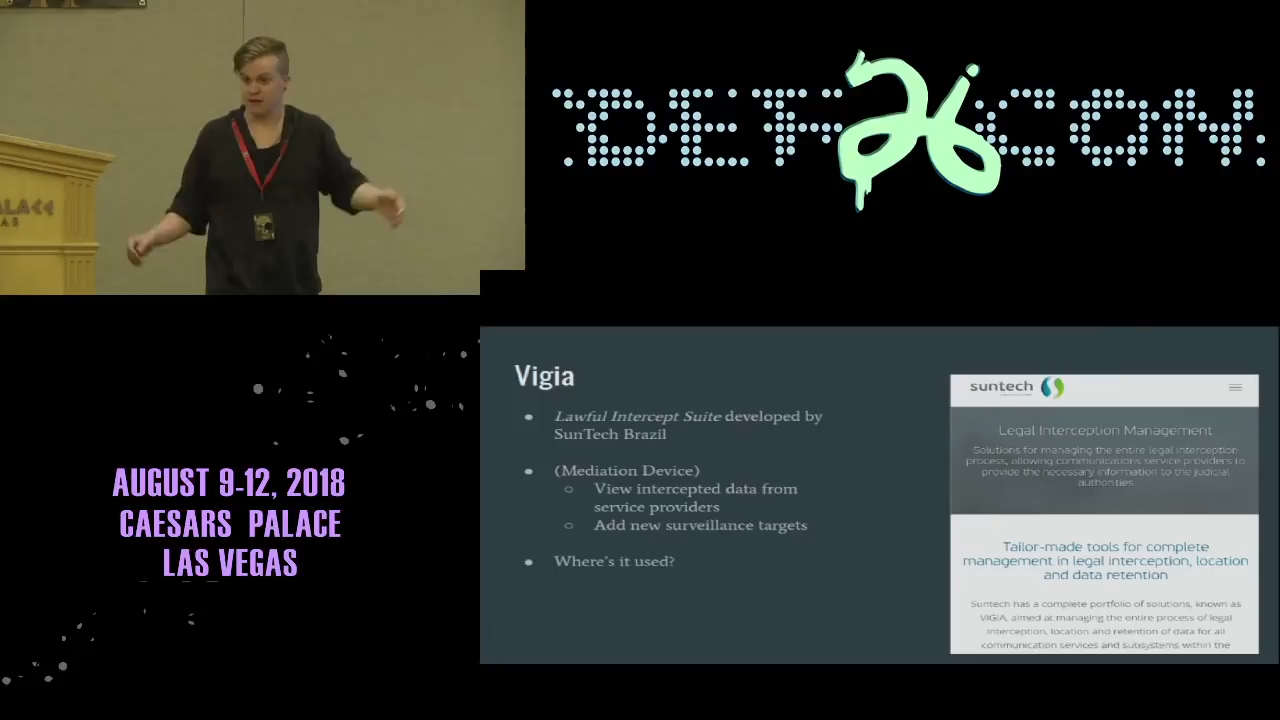 DEF 26 CON
AUGUST 9-12, 2018
CAESARS PALACE
LAS VEGAS
Vigia
Lawful Intercept Suite developed by
SunTech Brazil
(Mediation Device)
View intercepted data from
service providers
Add new surveillance targets
Where's it used?
suntech
Legal Interception Management
Solutions for managing the entire legal interception
process, allowing communications service providers to
provide the necessary information to the judicial
authorities
Tailor-made tools for complete
management in legal interception, location
and data retention
Suntech has a complete portfolio of solutions, known as
VIGIA, aimed at managing the entire process of legal
interception, location and retention of data for all
communication services and subsystems within the